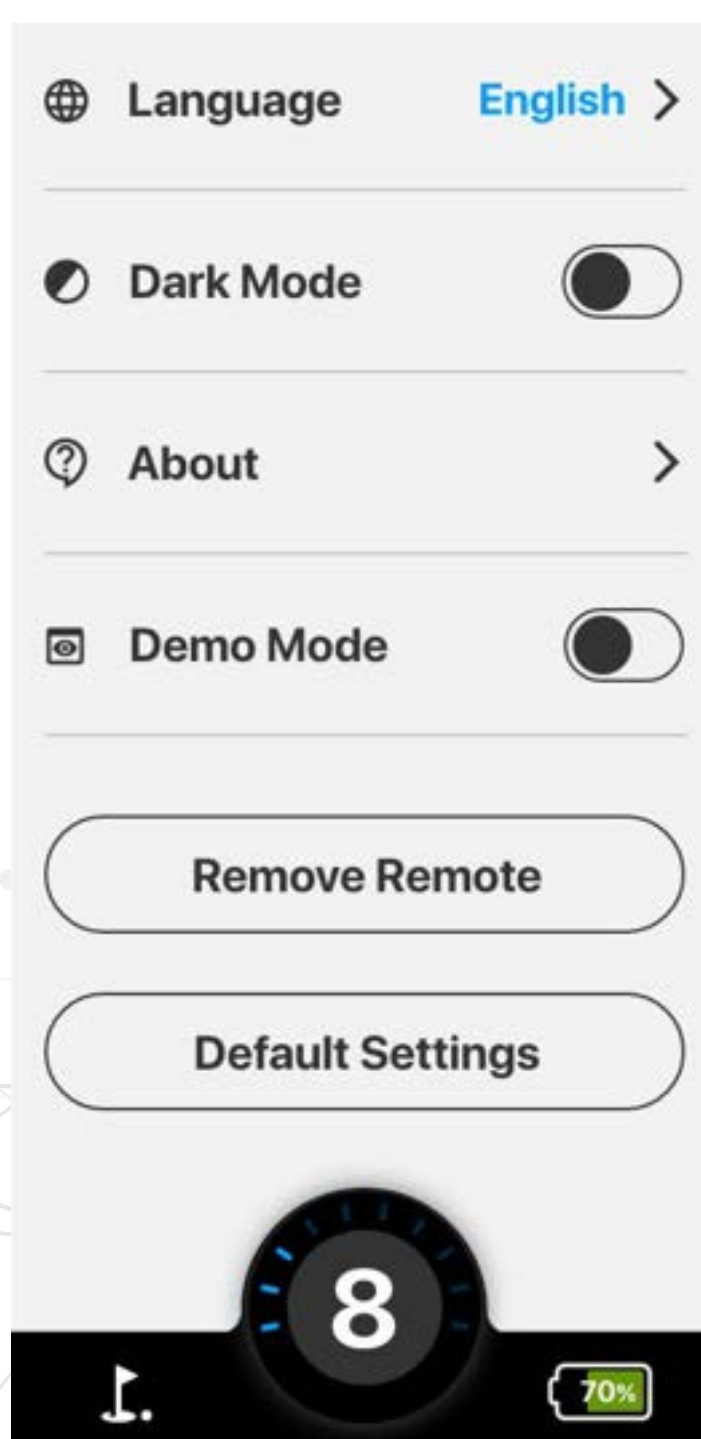 Language English
Dark Mode
About
Demo Mode
Remove Remote
Default Settings
8
70%